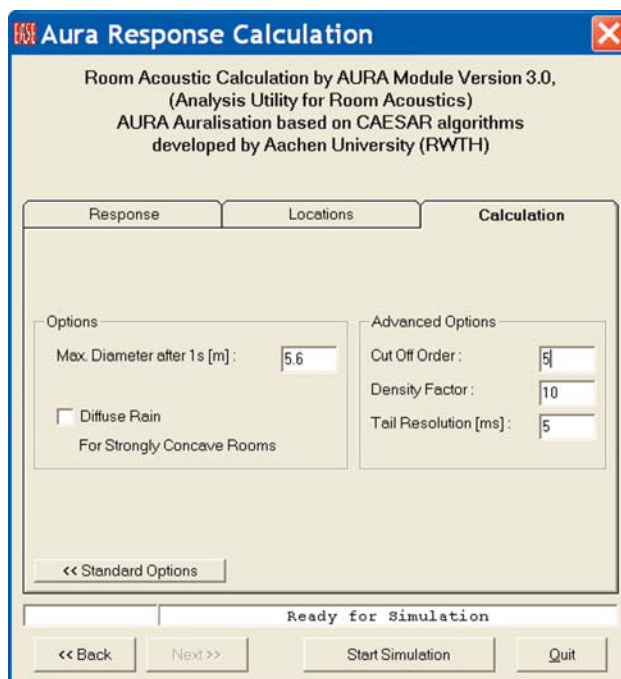 EASE Aura Response Calculation
Room Acoustic Calculation by AURA Module Version 3.0,
(Analysis Utility for Room Acoustics)
AURA Auralisation based on CAESAR algorithms
developed by Aachen University (RWTH)
Response Locations Calculation
Options
Max. Diameter after 1s [m] : 5.6
Diffuse Rain
For Strongly Concave Rooms
Advanced Options
Cut Off Order : 5
Density Factor : 10
Tail Resolution [ms] : 5
<< Standard Options
Ready for Simulation
<< Back Next >> Start Simulation Quit